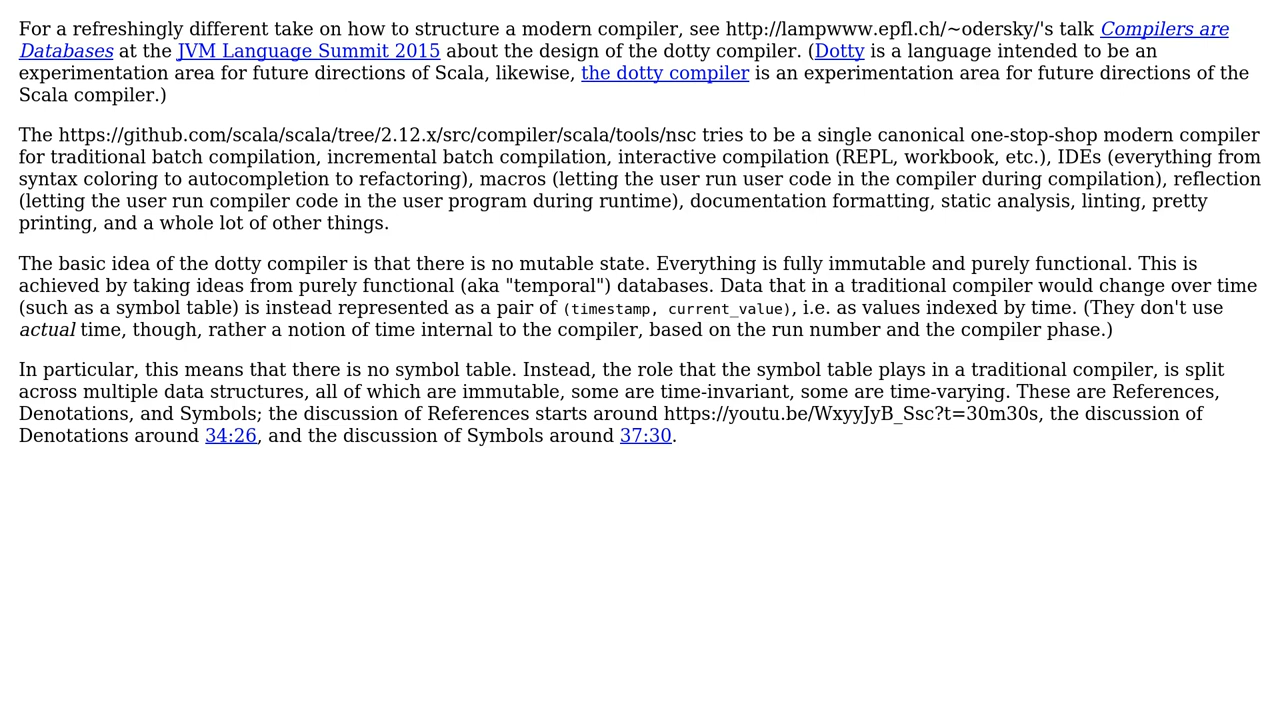 For a refreshingly different take on how to structure a modern compiler, see http://lampwww.epfl.ch/~odersky/'s talk Compilers are
Databases at the JVM Language Summit 2015 about the design of the dotty compiler. (Dotty is a language intended to be an
experimentation area for future directions of Scala, likewise, the dotty compiler is an experimentation area for future directions of the
Scala compiler.)
The https://github.com/scala/scala/tree/2.12.x/src/compiler/scala/tools/nsc tries to be a single canonical one-stop-shop modern compiler
for traditional batch compilation, incremental batch compilation, interactive compilation (REPL, workbook, etc.), IDEs (everything from
syntax coloring to autocompletion to refactoring), macros (letting the user run user code in the compiler during compilation), reflection
(letting the user run compiler code in the user program during runtime), documentation formatting, static analysis, linting, pretty
printing, and a whole lot of other things.
The basic idea of the dotty compiler is that there is no mutable state. Everything is fully immutable and purely functional. This is
achieved by taking ideas from purely functional (aka "temporal") databases. Data that in a traditional compiler would change over time
(such as a symbol table) is instead represented as a pair of (timestamp, current_value), i.e. as values indexed by time. (They don't use
actual time, though, rather a notion of time internal to the compiler, based on the run number and the compiler phase.)
In particular, this means that there is no symbol table. Instead, the role that the symbol table plays in a traditional compiler, is split
across multiple data structures, all of which are immutable, some are time-invariant, some are time-varying. These are References,
Denotations, and Symbols; the discussion of References starts around https://youtu.be/WxyyJyB_Ssc?t=30m30s, the discussion of
Denotations around 34:26, and the discussion of Symbols around 37:30.